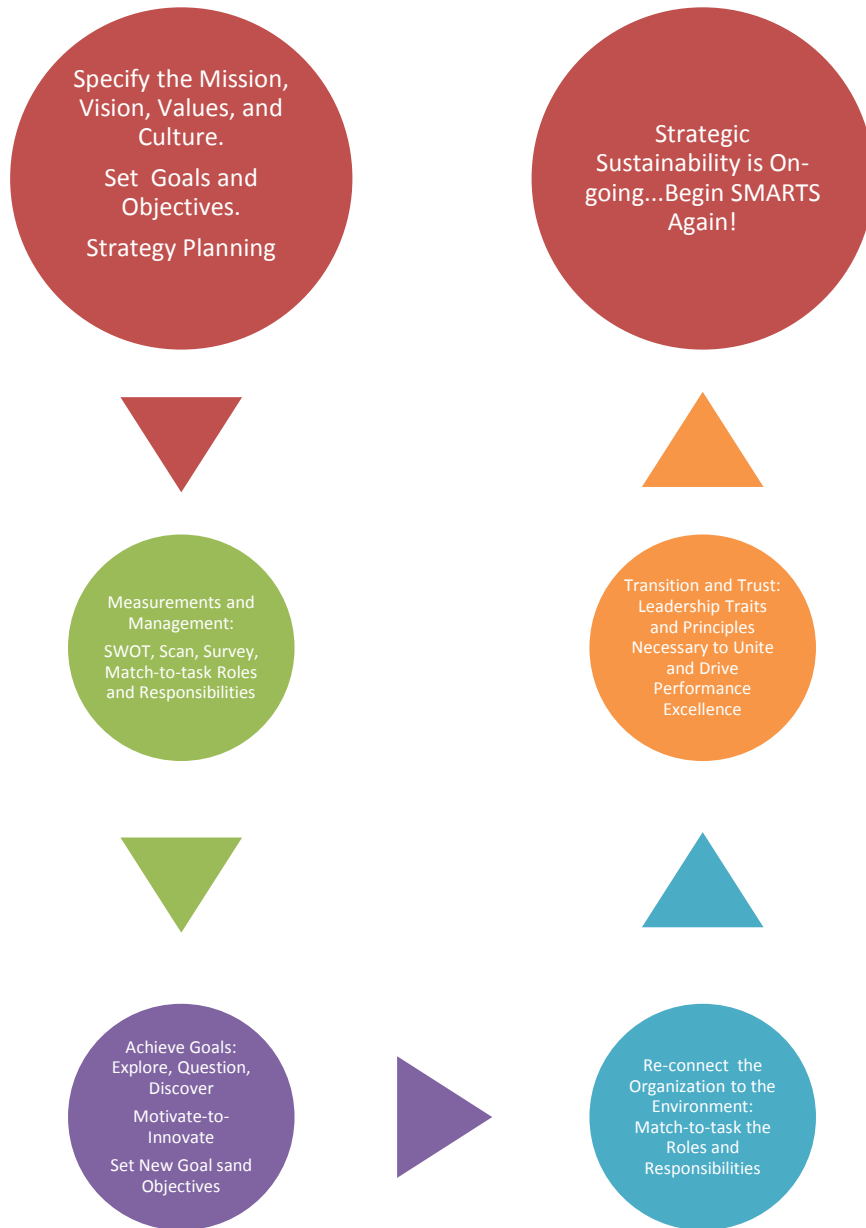 Specify the Mission,
Vision, Values, and
Culture.
Set Goals and
Objectives.
Strategy Planning
Measurements and
Management:
SWOT, Scan, Survey,
Match-to-task Roles
and Responsibilities
Achieve Goals:
Explore, Question,
Discover
Motivate-to-
Innovate
Set New Goal sand
Objectives
Re-connect the
Organization to the
Environment:
Match-to-task the
Roles and
Responsibilities
Transition and Trust:
Leadership Traits
and Principles
Necessary to Unite
and Drive
Performance
Excellence
Strategic
Sustainability is On-
going...Begin SMARTS
Again!